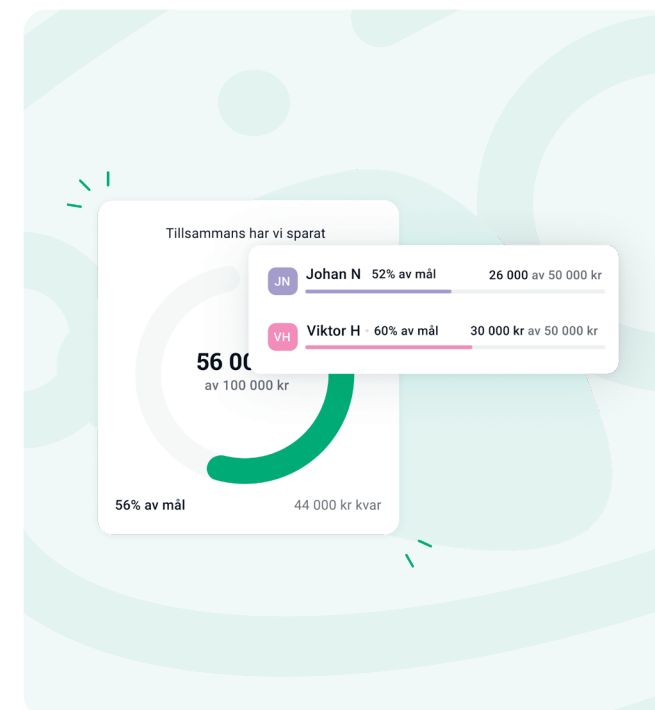 Tillsammans har vi sparat
JN Johan N 52% av mål 26 000 av 50 000 kr
VH Viktor H • 60% av mål 30 000 kr av 50 000 kr
56
av 100 000 kr
56% av mål 44 000 kr kvar